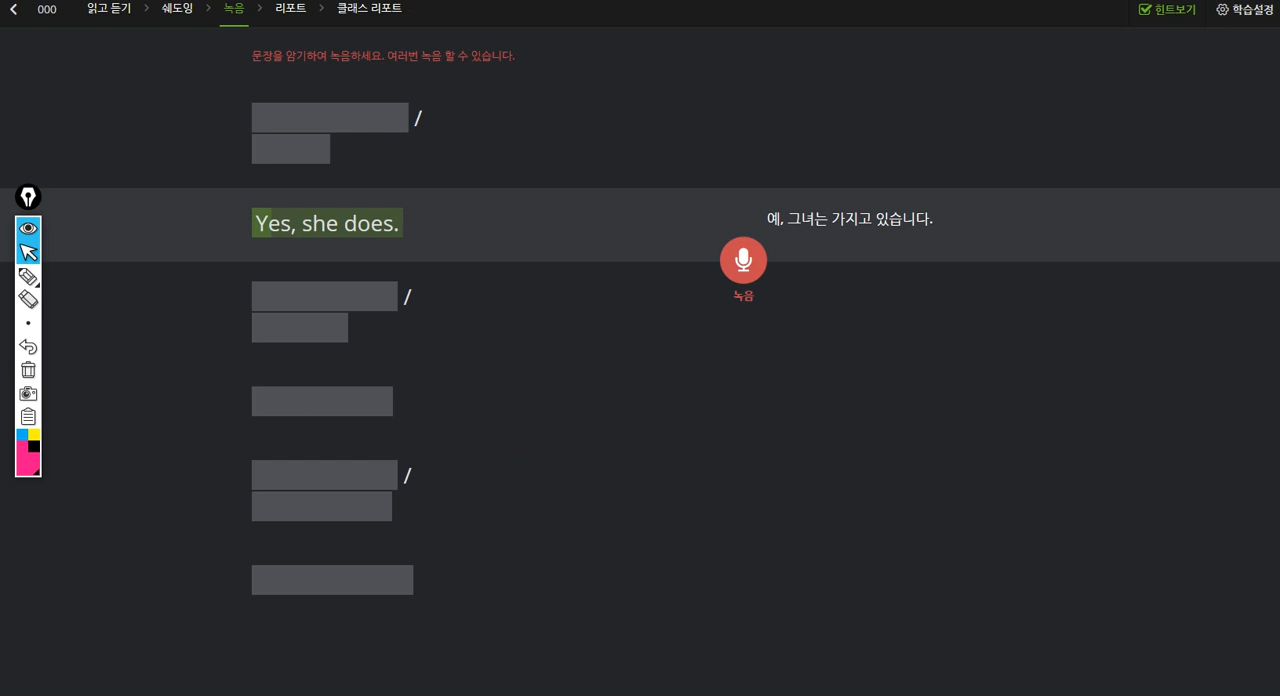 000 읽고 듣기 쉐도잉 녹음 리포트 클래스 리포트 힌트보기 학습설정
문장을 암기하여 녹음하세요. 여러번 녹음 할 수 있습니다.
/
Yes, she does. 예, 그녀는 가지고 있습니다.
녹음
/
/